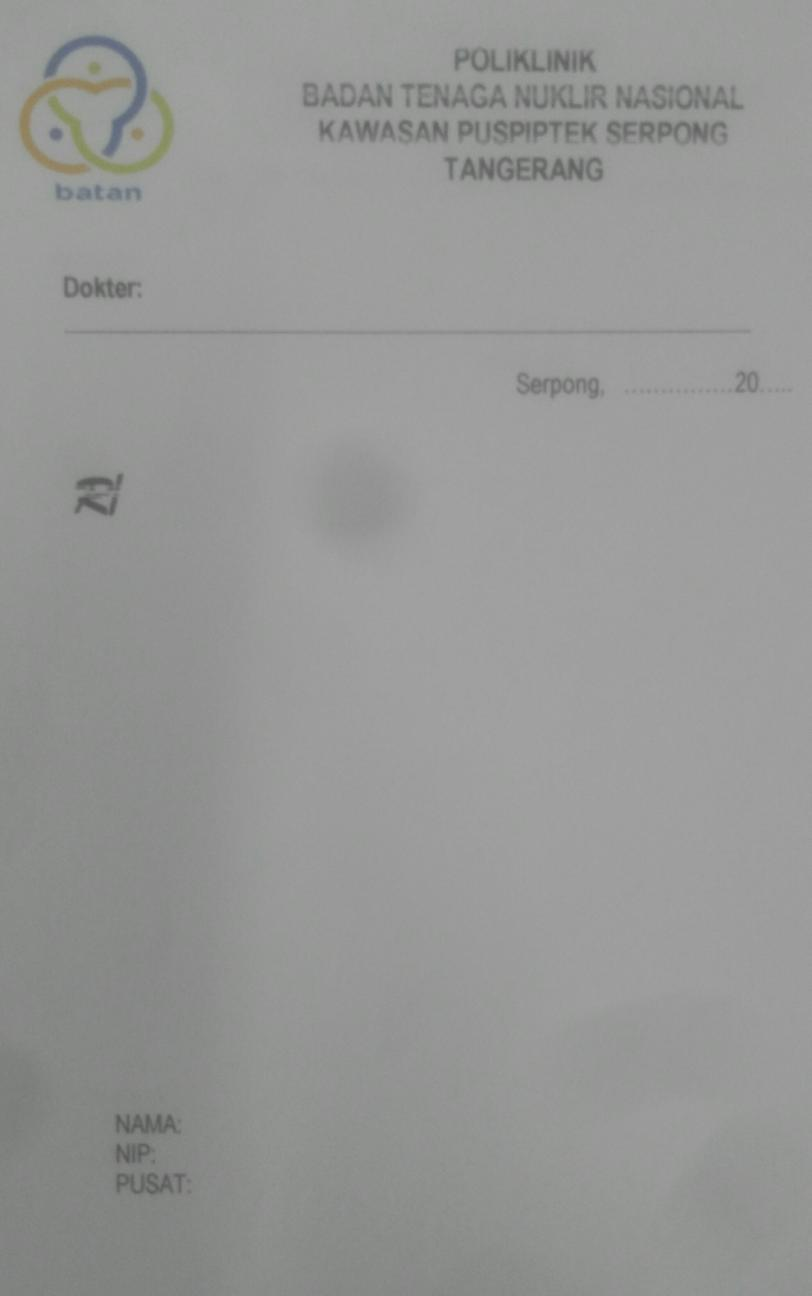 POLIKLINIK
BADAN TENAGA NUKLIR NASIONAL
KAWASAN PUSPIPTEK SERPONG
TANGERANG
batan
Dokter:
Serpong, ...............20.....
R/
NAMA:
NIP:
PUSAT: